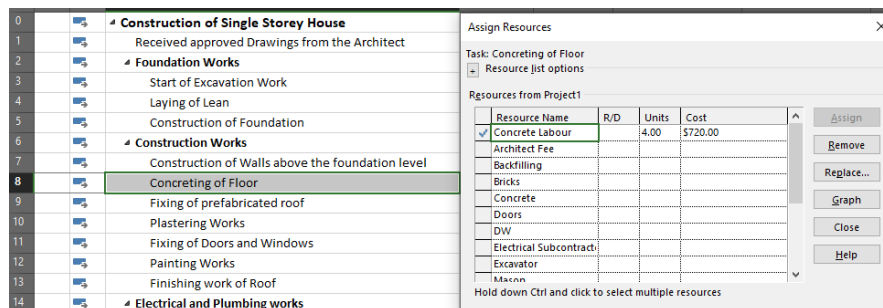 0 Construction of Single Storey House
1 Received approved Drawings from the Architect
2 Foundation Works
3 Start of Excavation Work
4 Laying of Lean
5 Construction of Foundation
6 Construction Works
7 Construction of Walls above the foundation level
8 Concreting of Floor
9 Fixing of prefabricated roof
10 Plastering Works
11 Fixing of Doors and Windows
12 Painting Works
13 Finishing work of Roof
14 Electrical and Plumbing works
Assign Resources
Task: Concreting of Floor
+ Resource list options
Resources from Project1
Resource Name R/D Units Cost
Concrete Labour 4.00 $720.00
Architect Fee
Backfilling
Bricks
Concrete
Doors
DW
Electrical Subcontract
Excavator
Mason
Assign
Remove
Replace...
Graph
Close
Help
Hold down Ctrl and click to select multiple resources